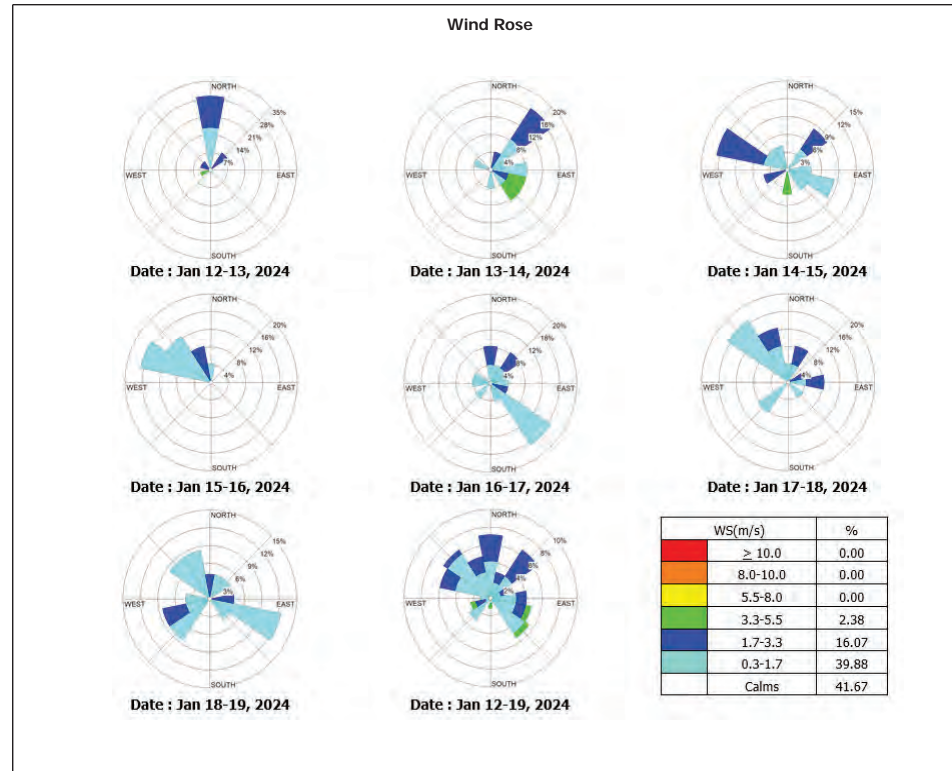 Wind Rose
NORTH
35%
28%
21%
14%
7%
WEST
EAST
SOUTH
Date : Jan 12-13, 2024
NORTH
20%
16%
12%
8%
4%
WEST
EAST
SOUTH
Date : Jan 13-14, 2024
NORTH
15%
12%
9%
6%
3%
WEST
EAST
SOUTH
Date : Jan 14-15, 2024
NORTH
20%
16%
12%
8%
4%
WEST
EAST
SOUTH
Date : Jan 15-16, 2024
NORTH
20%
16%
12%
8%
4%
WEST
EAST
SOUTH
Date : Jan 16-17, 2024
NORTH
20%
16%
12%
8%
4%
WEST
EAST
SOUTH
Date : Jan 17-18, 2024
NORTH
15%
12%
9%
6%
3%
WEST
EAST
SOUTH
Date : Jan 18-19, 2024
NORTH
10%
8%
6%
4%
2%
WEST
EAST
SOUTH
Date : Jan 12-19, 2024
WS(m/s) %
≥ 10.0 0.00
8.0-10.0 0.00
5.5-8.0 0.00
3.3-5.5 2.38
1.7-3.3 16.07
0.3-1.7 39.88
Calms 41.67